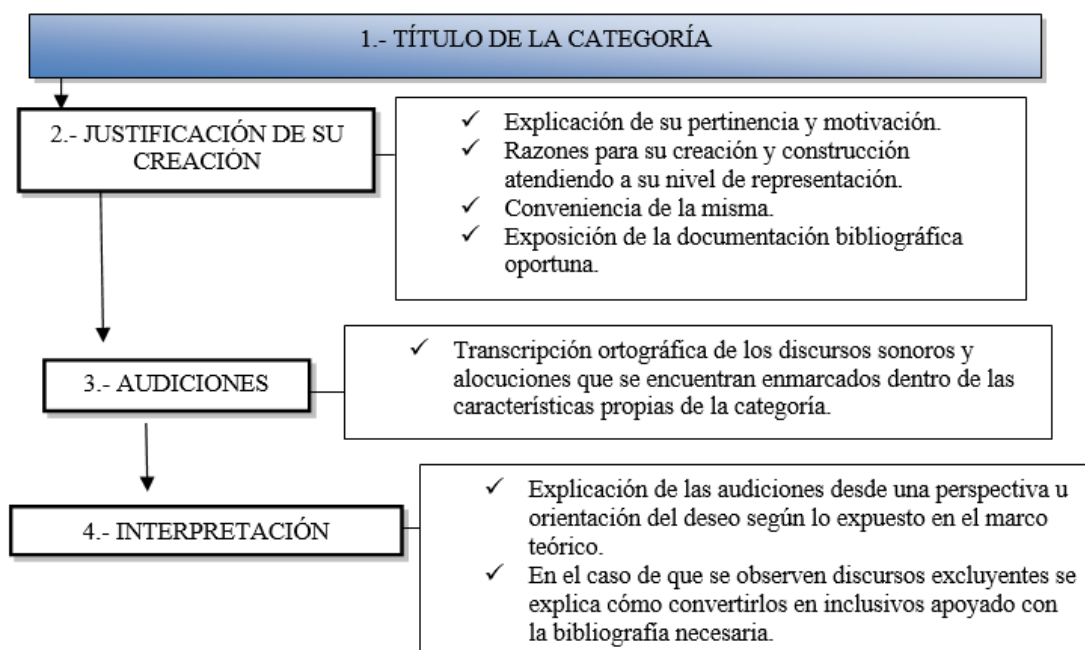 1.- TÍTULO DE LA CATEGORÍA
2.- JUSTIFICACIÓN DE SU
CREACIÓN
✓ Explicación de su pertinencia y motivación.
✓ Razones para su creación y construcción
atendiendo a su nivel de representación.
✓ Conveniencia de la misma.
✓ Exposición de la documentación bibliográfica
oportuna.
3.- AUDICIONES
✓ Transcripción ortográfica de los discursos sonoros y
alocuciones que se encuentran enmarcados dentro de las
características propias de la categoría.
4.- INTERPRETACIÓN
✓ Explicación de las audiciones desde una perspectiva u
orientación del deseo según lo expuesto en el marco
teórico.
✓ En el caso de que se observen discursos excluyentes se
explica cómo convertirlos en inclusivos apoyado con
la bibliografía necesaria.